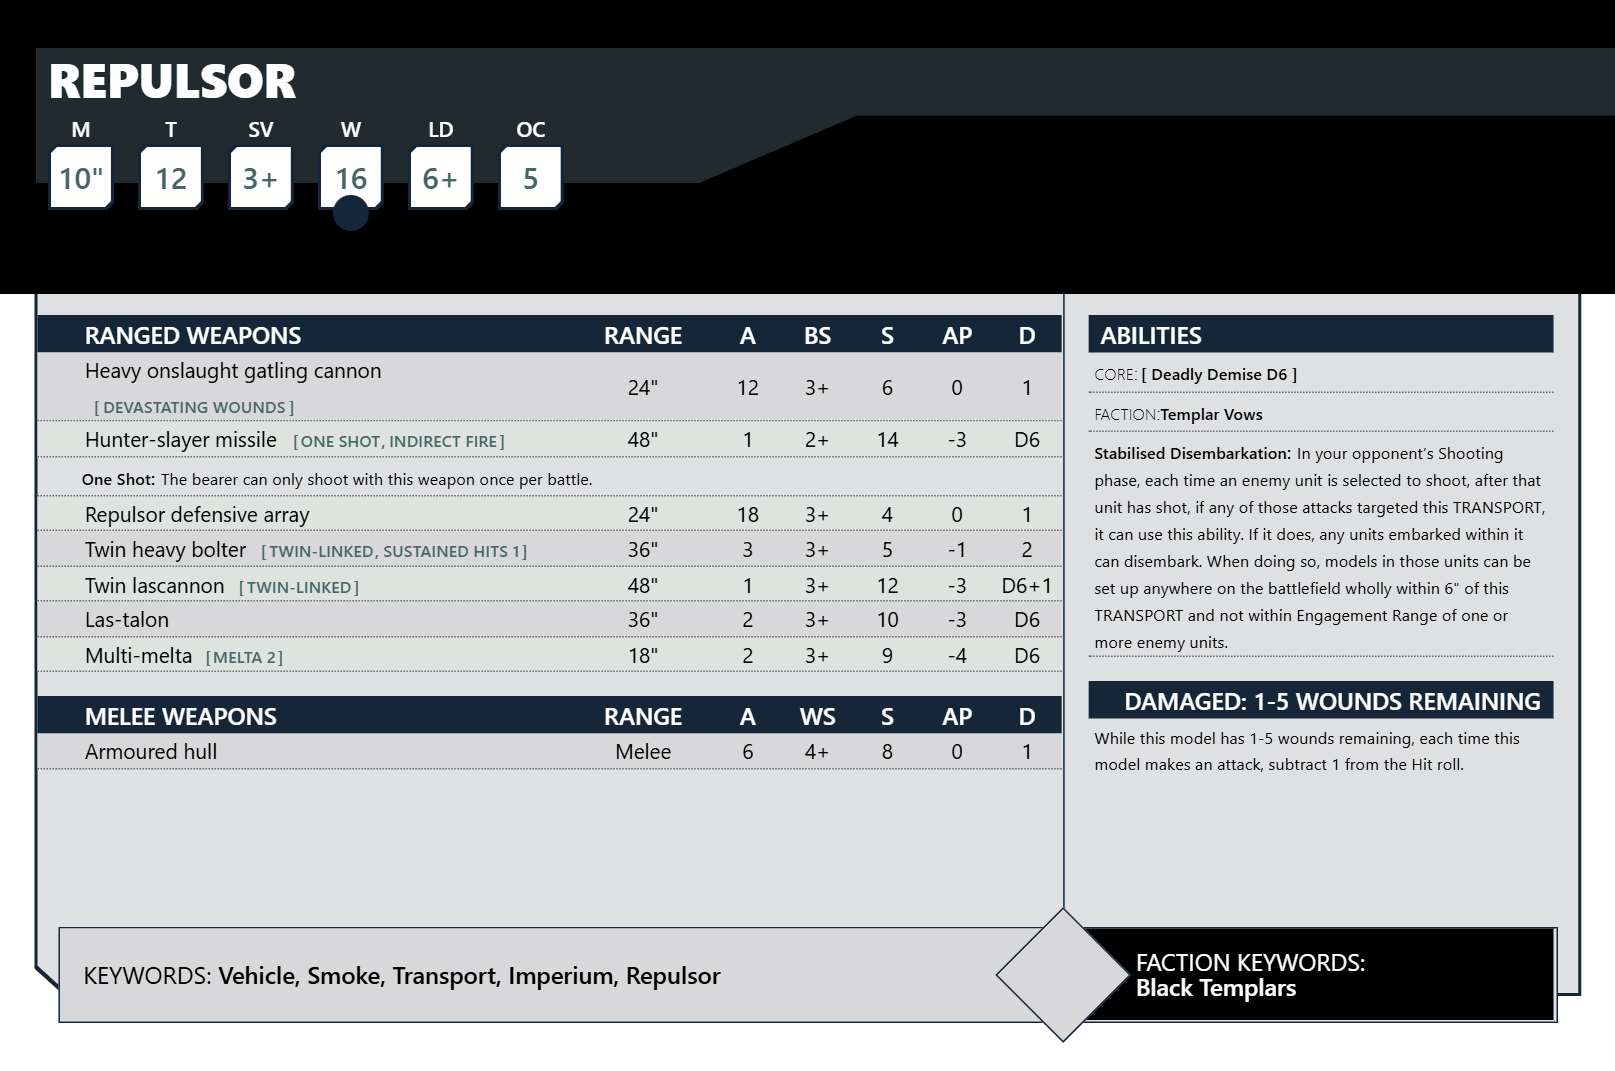 REPULSOR
M T SV W LD OC
10" 12 3+ 16 6+ 5
RANGED WEAPONS RANGE A BS S AP D
Heavy onslaught gatling cannon
[DEVASTATING WOUNDS] 24" 12 3+ 6 0 1
Hunter-slayer missile [ONE SHOT, INDIRECT FIRE] 48" 1 2+ 14 -3 D6
One Shot: The bearer can only shoot with this weapon once per battle.
Repulsor defensive array 24" 18 3+ 4 0 1
Twin heavy bolter [TWIN-LINKED, SUSTAINED HITS 1] 36" 3 3+ 5 -1 2
Twin lascannon [TWIN-LINKED] 48" 1 3+ 12 -3 D6+1
Las-talon 36" 2 3+ 10 -3 D6
Multi-melta [MELTA 2] 18" 2 3+ 9 -4 D6
MELEE WEAPONS RANGE A WS S AP D
Armoured hull Melee 6 4+ 8 0 1
ABILITIES
CORE: [ Deadly Demise D6 ]
FACTION:Templar Vows
Stabilised Disembarkation: In your opponent's Shooting
phase, each time an enemy unit is selected to shoot, after that
unit has shot, if any of those attacks targeted this TRANSPORT,
it can use this ability. If it does, any units embarked within it
can disembark. When doing so, models in those units can be
set up anywhere on the battlefield wholly within 6" of this
TRANSPORT and not within Engagement Range of one or
more enemy units.
DAMAGED: 1-5 WOUNDS REMAINING
While this model has 1-5 wounds remaining, each time this
model makes an attack, subtract 1 from the Hit roll.
KEYWORDS: Vehicle, Smoke, Transport, Imperium, Repulsor
FACTION KEYWORDS:
Black Templars